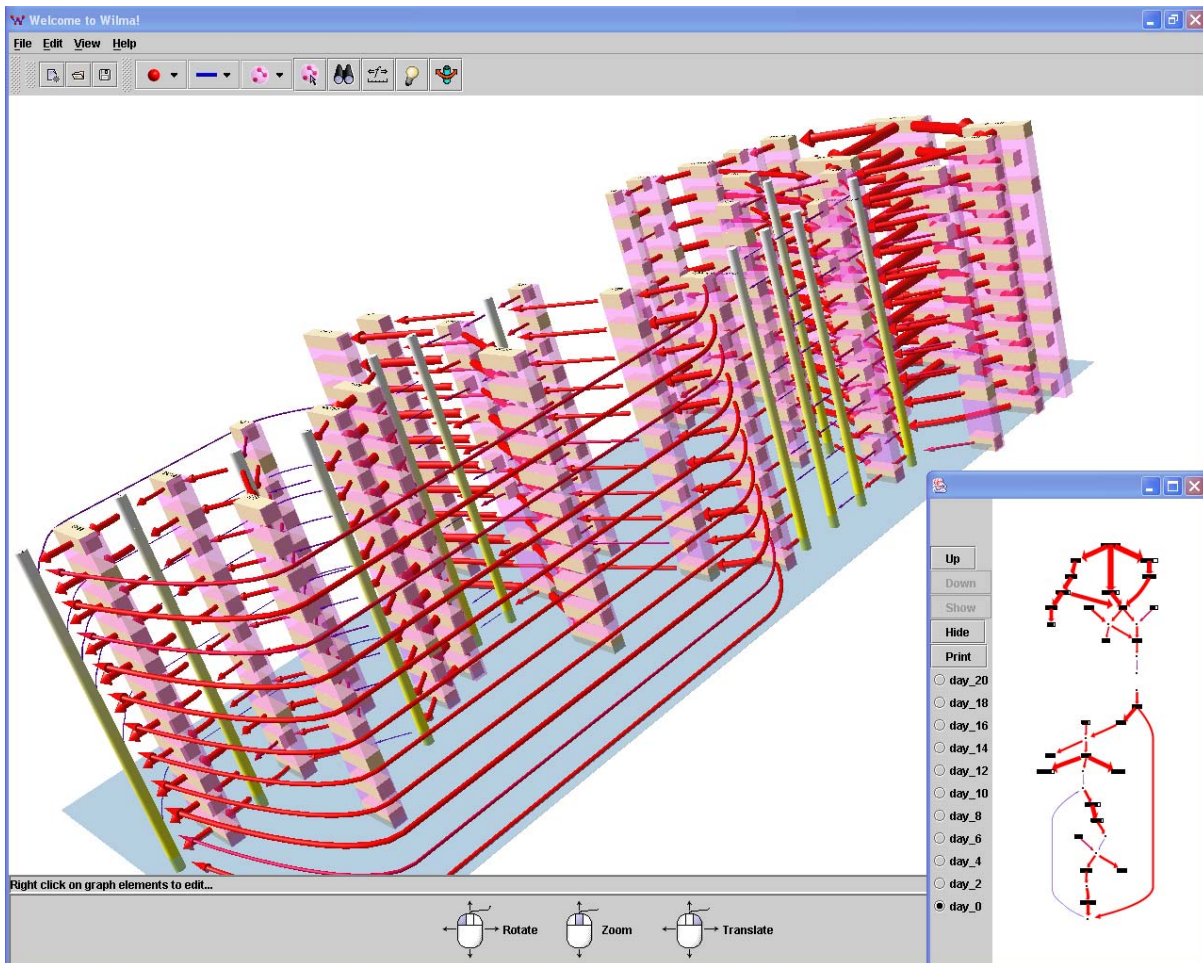 Welcome to Wilma!
File Edit View Help
Up
Down
Show
Hide
Print
day_20
day_18
day_16
day_14
day_12
day_10
day_8
day_6
day_4
day_2
day_0
Right click on graph elements to edit...
Rotate
Zoom
Translate